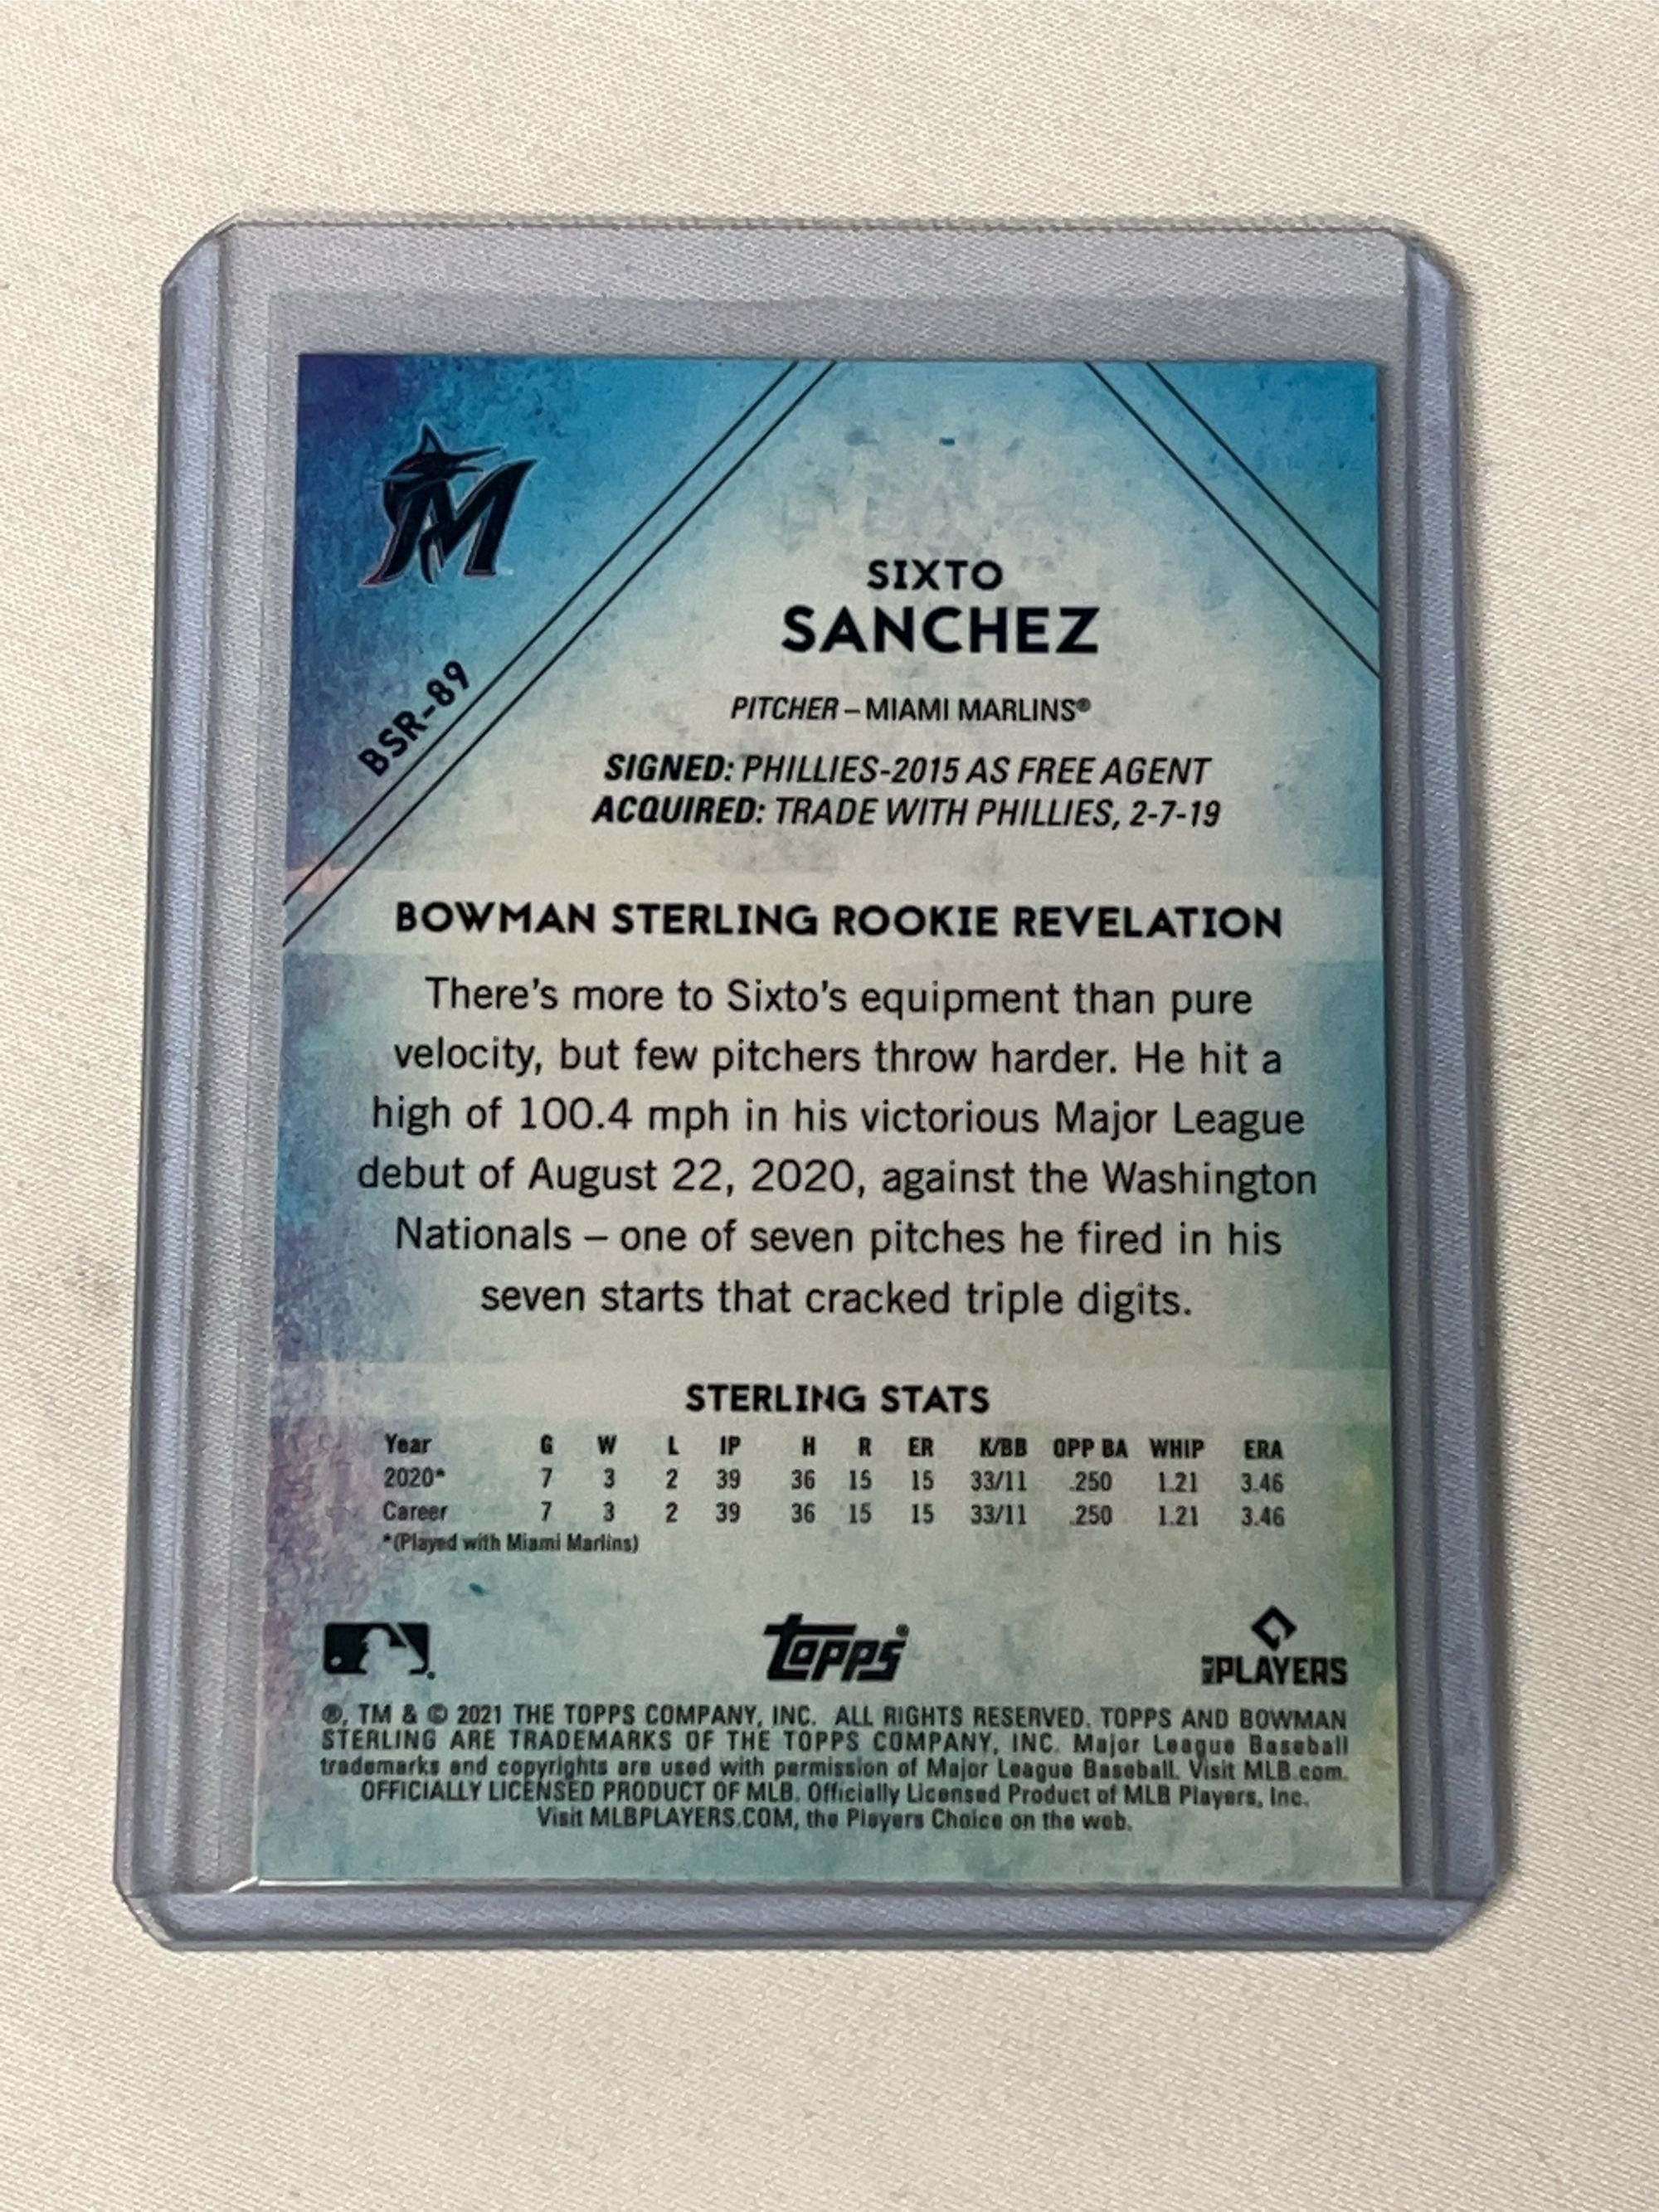 SIXTO
SANCHEZ
BSR-89
PITCHER – MIAMI MARLINS®
SIGNED: PHILLIES-2015 AS FREE AGENT
ACQUIRED: TRADE WITH PHILLIES, 2-7-19
BOWMAN STERLING ROOKIE REVELATION
There's more to Sixto's equipment than pure
velocity, but few pitchers throw harder. He hit a
high of 100.4 mph in his victorious Major League
debut of August 22, 2020, against the Washington
Nationals – one of seven pitches he fired in his
seven starts that cracked triple digits.
STERLING STATS
Year G W L IP H R ER K/BB OPP BA WHIP ERA
2020* 7 3 2 39 36 15 15 33/11 .250 1.21 3.46
Career 7 3 2 39 36 15 15 33/11 .250 1.21 3.46
*(Played with Miami Marlins)
Topps® PLAYERS
®, TM & © 2021 THE TOPPS COMPANY, INC. ALL RIGHTS RESERVED. TOPPS AND BOWMAN
STERLING ARE TRADEMARKS OF THE TOPPS COMPANY, INC. Major League Baseball
trademarks and copyrights are used with permission of Major League Baseball. Visit MLB.com.
OFFICIALLY LICENSED PRODUCT OF MLB. Officially Licensed Product of MLB Players, Inc.
Visit MLBPLAYERS.COM, the Players Choice on the web.